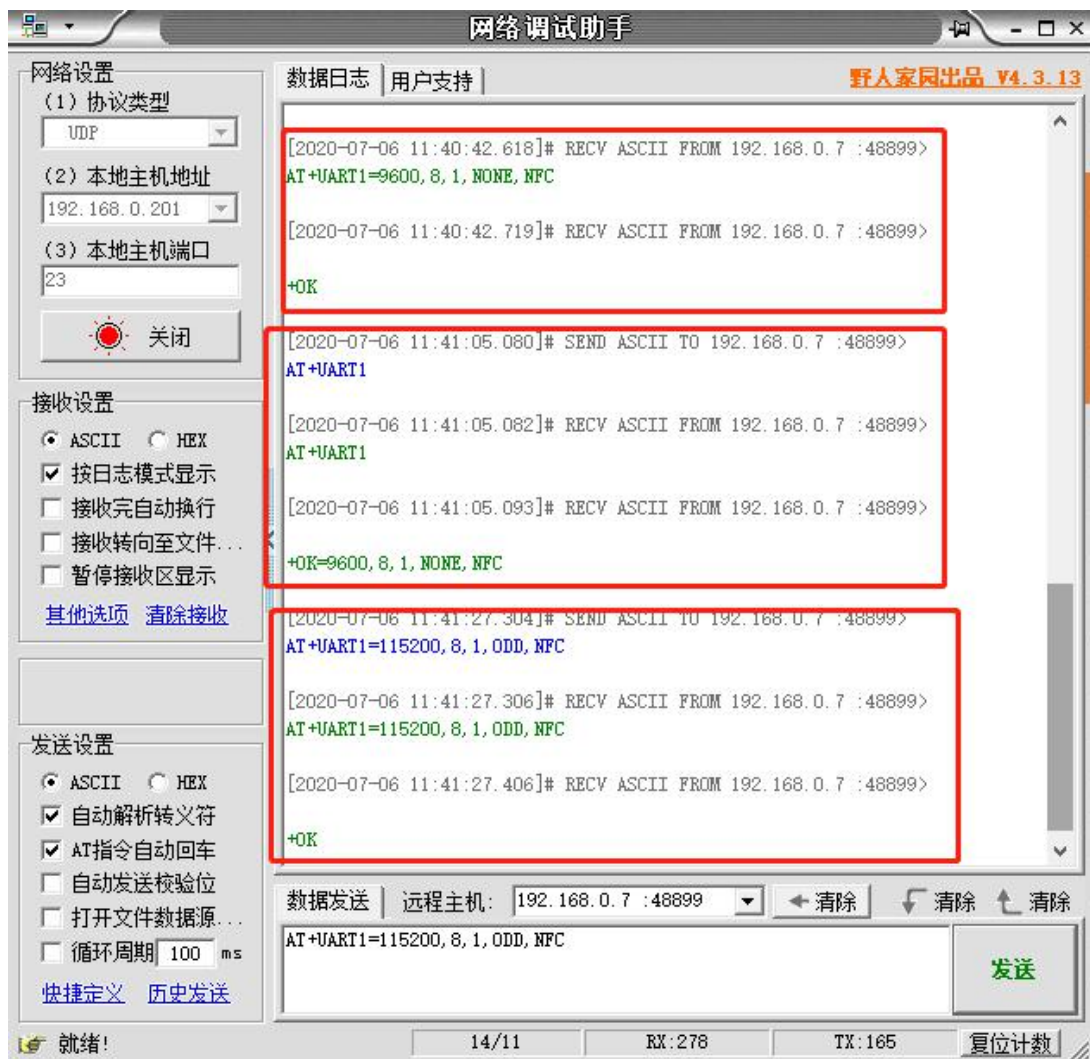 网络调试助手
网络设置
(1) 协议类型
UDP
(2) 本地主机地址
192.168.0.201
(3) 本地主机端口
23
关闭
接收设置
ASCII HEX
按日志模式显示
接收完自动换行
接收转向至文件...
暂停接收区显示
其他选项 清除接收
发送设置
ASCII HEX
自动解析转义符
AT指令自动回车
自动发送校验位
打开文件数据源...
循环周期 100 ms
快捷定义 历史发送
数据日志 用户支持 野人家园出品 V4.3.13
[2020-07-06 11:40:42.618]# RECV ASCII FROM 192.168.0.7 :48899>
AT+UART1=9600,8,1,NONE,NFC
[2020-07-06 11:40:42.719]# RECV ASCII FROM 192.168.0.7 :48899>
+OK
[2020-07-06 11:41:05.080]# SEND ASCII TO 192.168.0.7 :48899>
AT+UART1
[2020-07-06 11:41:05.082]# RECV ASCII FROM 192.168.0.7 :48899>
AT+UART1
[2020-07-06 11:41:05.093]# RECV ASCII FROM 192.168.0.7 :48899>
+OK=9600,8,1,NONE,NFC
[2020-07-06 11:41:27.304]# SEND ASCII TO 192.168.0.7 :48899>
AT+UART1=115200,8,1,ODD,NFC
[2020-07-06 11:41:27.306]# RECV ASCII FROM 192.168.0.7 :48899>
AT+UART1=115200,8,1,ODD,NFC
[2020-07-06 11:41:27.406]# RECV ASCII FROM 192.168.0.7 :48899>
+OK
数据发送 远程主机: 192.168.0.7 :48899 清除 清除 清除
AT+UART1=115200,8,1,ODD,NFC
发送
就绪! 14/11 RX:278 TX:165 复位计数